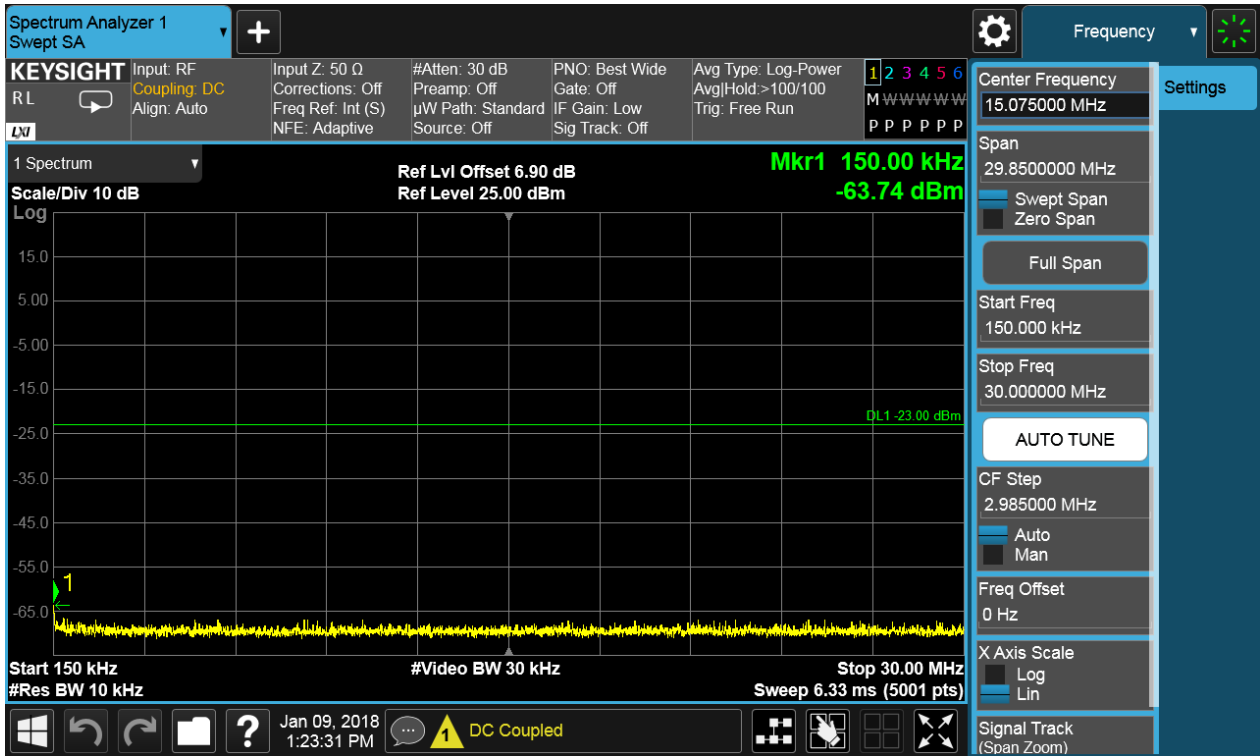 Spectrum Analyzer 1
Swept SA
+
Frequency
KEYSIGHT
RL
LXI
Input: RF
Coupling: DC
Align: Auto
Input Z: 50 Ω
Corrections: Off
Freq Ref: Int (S)
NFE: Adaptive
#Atten: 30 dB
Preamp: Off
µW Path: Standard
Source: Off
PNO: Best Wide
Gate: Off
IF Gain: Low
Sig Track: Off
Avg Type: Log-Power
Avg|Hold:>100/100
Trig: Free Run
1 2 3 4 5 6
M W W W W W
P P P P P P
1 Spectrum
Scale/Div 10 dB
Log
Ref Lvl Offset 6.90 dB
Ref Level 25.00 dBm
Mkr1 150.00 kHz
-63.74 dBm
15.0
5.00
-5.00
-15.0
DL1 -23.00 dBm
-25.0
-35.0
-45.0
-55.0
1
-65.0
Start 150 kHz
#Video BW 30 kHz
Stop 30.00 MHz
#Res BW 10 kHz
Sweep 6.33 ms (5001 pts)
Center Frequency
15.075000 MHz
Span
29.8500000 MHz
Swept Span
Zero Span
Full Span
Start Freq
150.000 kHz
Stop Freq
30.000000 MHz
AUTO TUNE
CF Step
2.985000 MHz
Auto
Man
Freq Offset
0 Hz
X Axis Scale
Log
Lin
Signal Track
(Span Zoom)
Settings
?
Jan 09, 2018
1:23:31 PM
1
DC Coupled